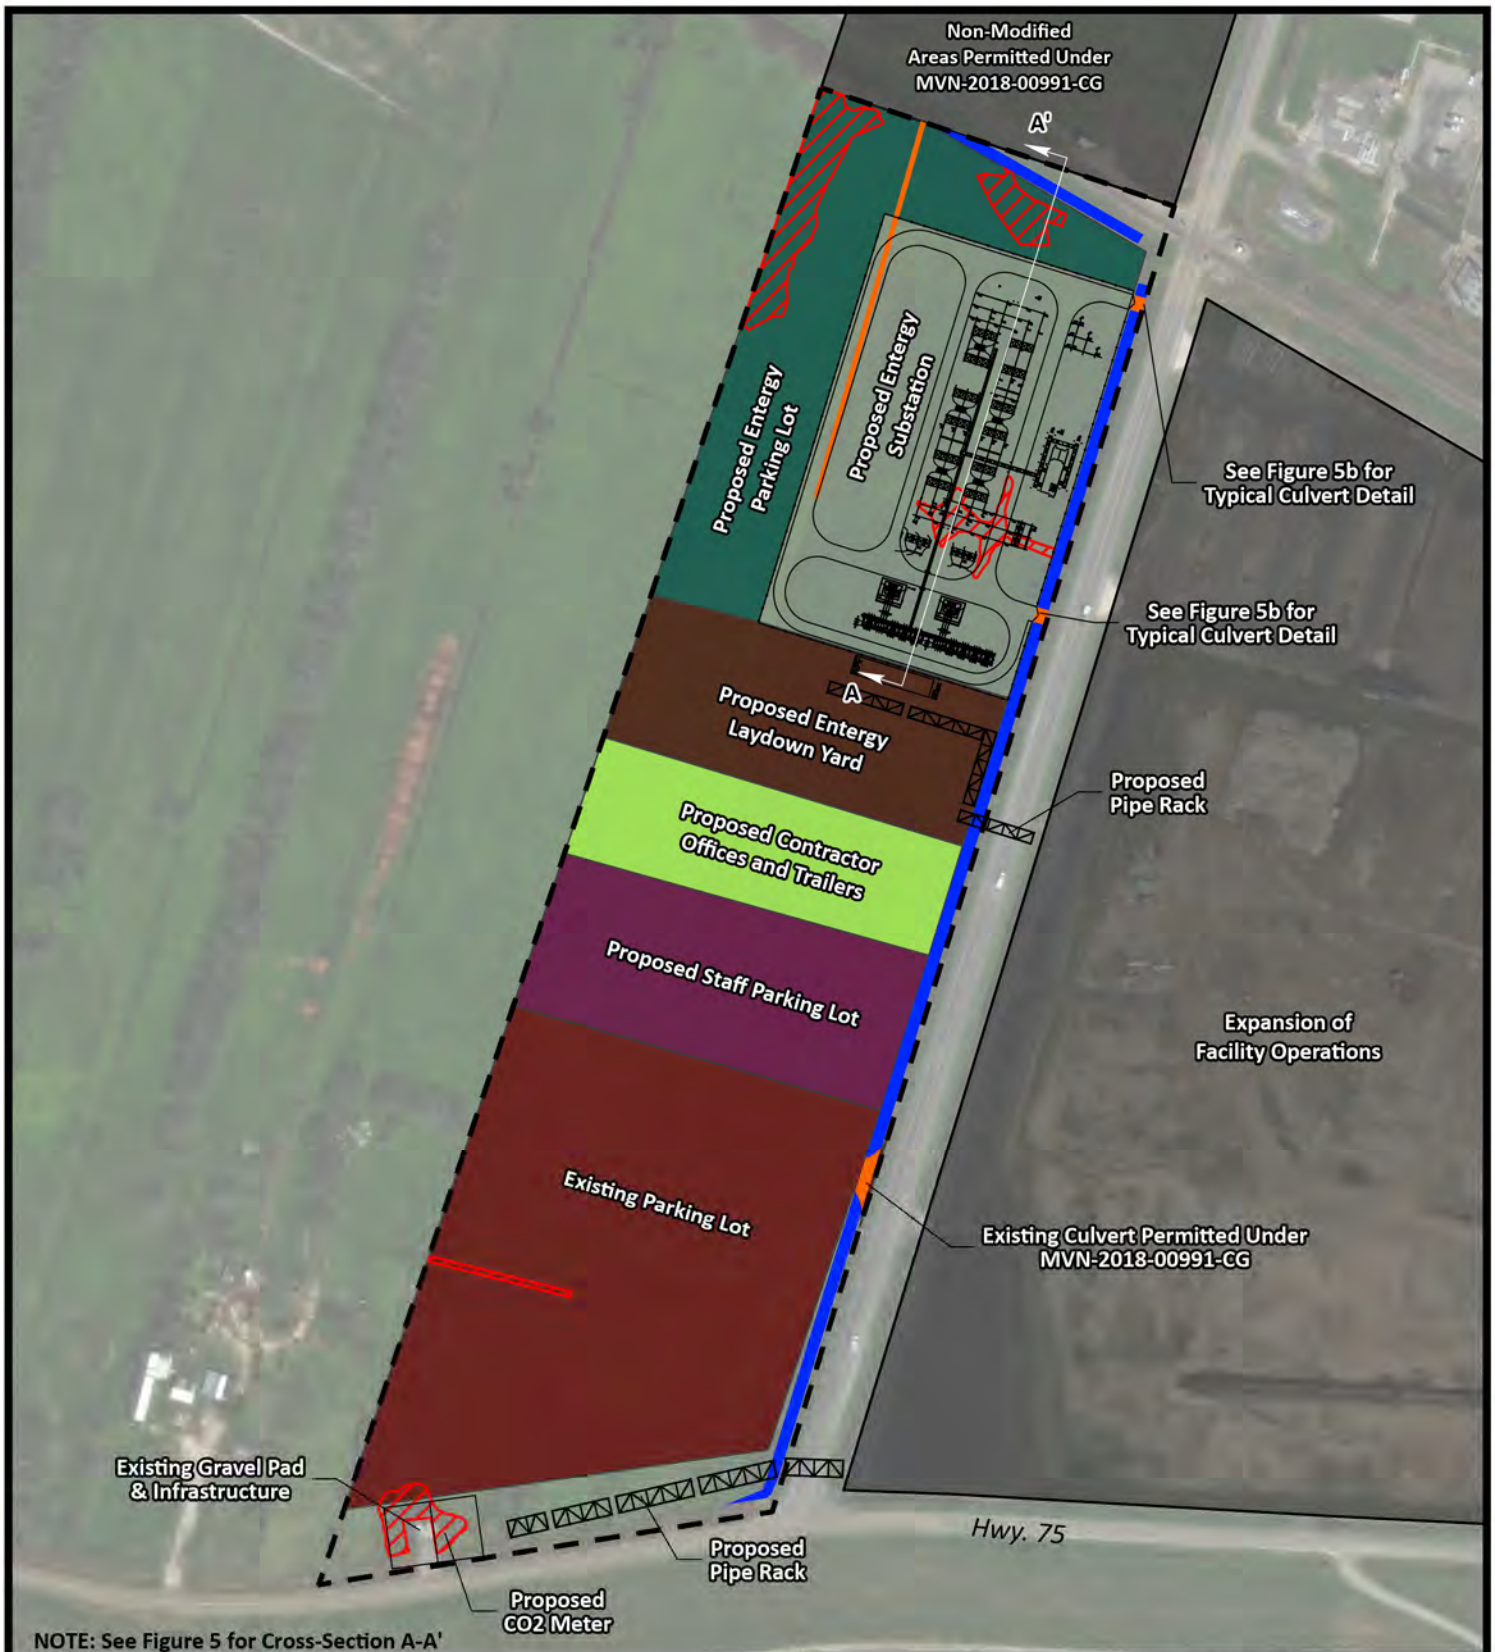 Non-Modified
Areas Permitted Under
MVN-2018-00991-CG
A'
Proposed Entergy
Substation
Proposed Entergy
Parking Lot
See Figure 5b for
Typical Culvert Detail
See Figure 5b for
Typical Culvert Detail
A
Proposed Entergy
Laydown Yard
Proposed
Pipe Rack
Proposed Contractor
Offices and Trailers
Proposed Staff Parking Lot
Expansion of
Facility Operations
Existing Parking Lot
Existing Culvert Permitted Under
MVN-2018-00991-CG
Existing Gravel Pad
& Infrastructure
Hwy. 75
Proposed
Pipe Rack
Proposed
CO2 Meter
NOTE: See Figure 5 for Cross-Section A-A'